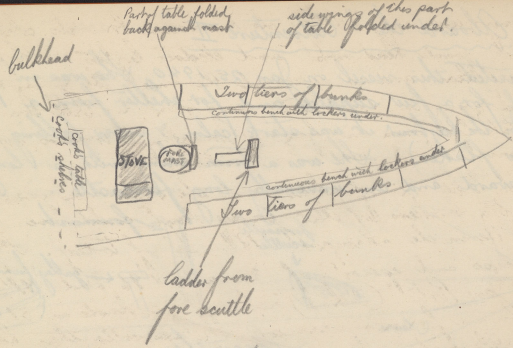 Part of table folded
back against mast
side wings of this part
of table (folded under.
bulkhead
Two tiers of bunks
continuous bench with lockers under.
cook's table
cook's shelves
STOVE
FORE
MAST
continuous bench with lockers under
Two tiers of bunks
ladder from
fore scuttle